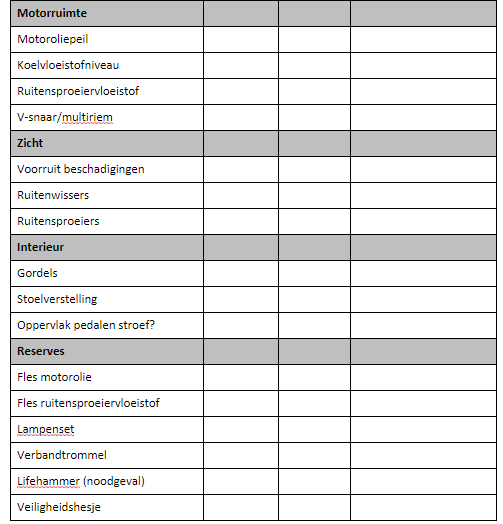 Motorruimte
Motoroliepeil
Koelvloeistofniveau
Ruitensproeiervloeistof
V-snaar/multiriem
Zicht
Voorruit beschadigingen
Ruitenwissers
Ruitensproeiers
Interieur
Gordels
Stoelverstelling
Oppervlak pedalen stroef?
Reserves
Fles motorolie
Fles ruitensproeiervloeistof
Lampenset
Verbandtrommel
Lifehammer (noodgeval)
Veiligheidshesje